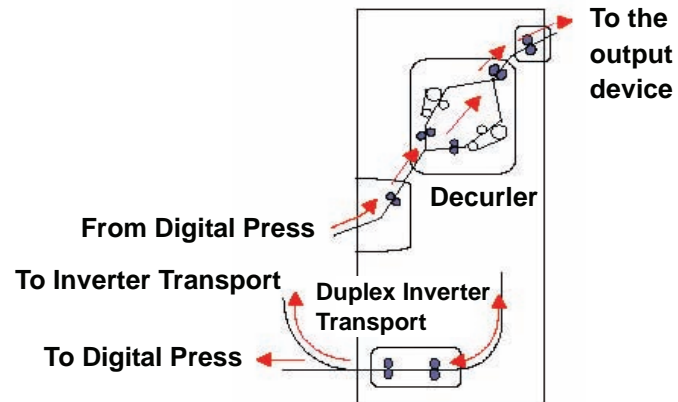 To the
output
device
Decurler
From Digital Press
To Inverter Transport
Duplex Inverter
Transport
To Digital Press